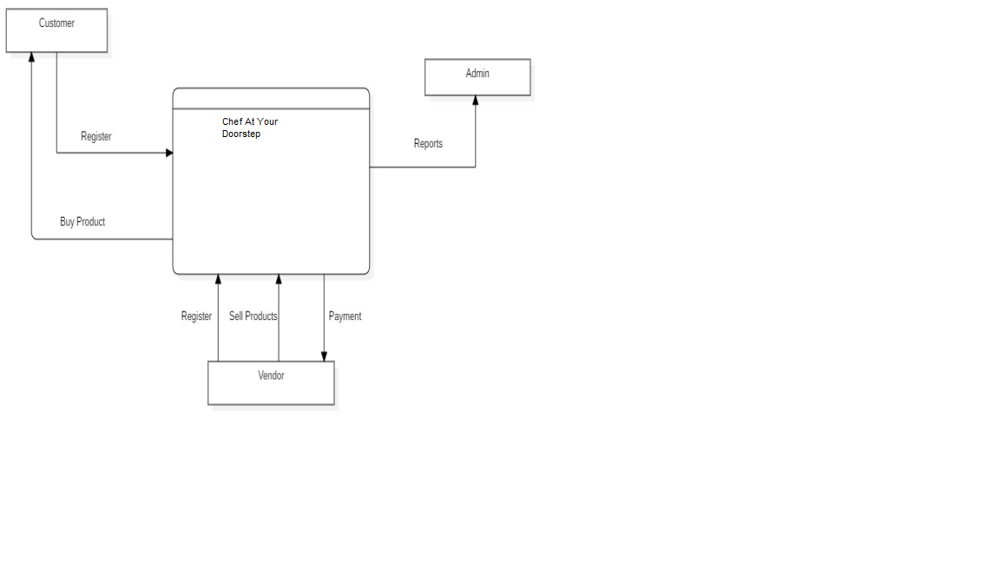 Customer
Admin
Chef At Your
Doorstep
Register
Reports
Buy Product
Register
Sell Products
Payment
Vendor